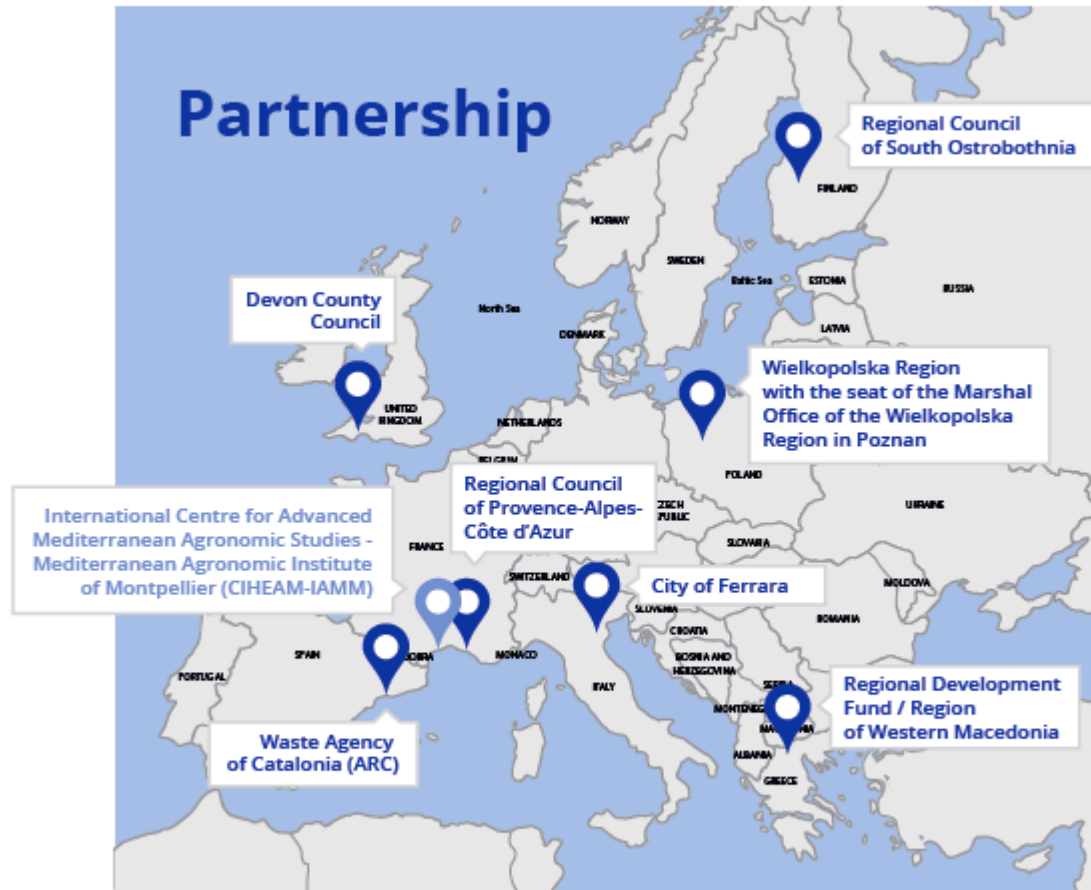 Partnership
Regional Council
of South Ostrobothnia
FINLAND
NORWAY
SWEDEN
Baltic Sea
ESTONIA
RUSSIA
Devon County
Council
North Sea
LATVIA
DENMARK
Wielkopolska Region
with the seat of the Marshal
Office of the Wielkopolska
Region in Poznan
UNITED
KINGDOM
NETHERLANDS
BELGIUM
POLAND
Regional Council
of Provence-Alpes-
Côte d'Azur
UKRAINE
International Centre for Advanced
Mediterranean Agronomic Studies -
Mediterranean Agronomic Institute
of Montpellier (CIHEAM-IAMM)
FRANCE
SLOVAKIA
SWITZERLAND
City of Ferrara
MOLDOVA
SLOVENIA
ROMANIA
CROATIA
SPAIN
MONACO
BOSNIA AND
HERZEGOVINA
PORTUGAL
ITALY
SERBIA
Regional Development
Fund / Region
of Western Macedonia
Waste Agency
of Catalonia (ARC)
ALBANIA
GREECE